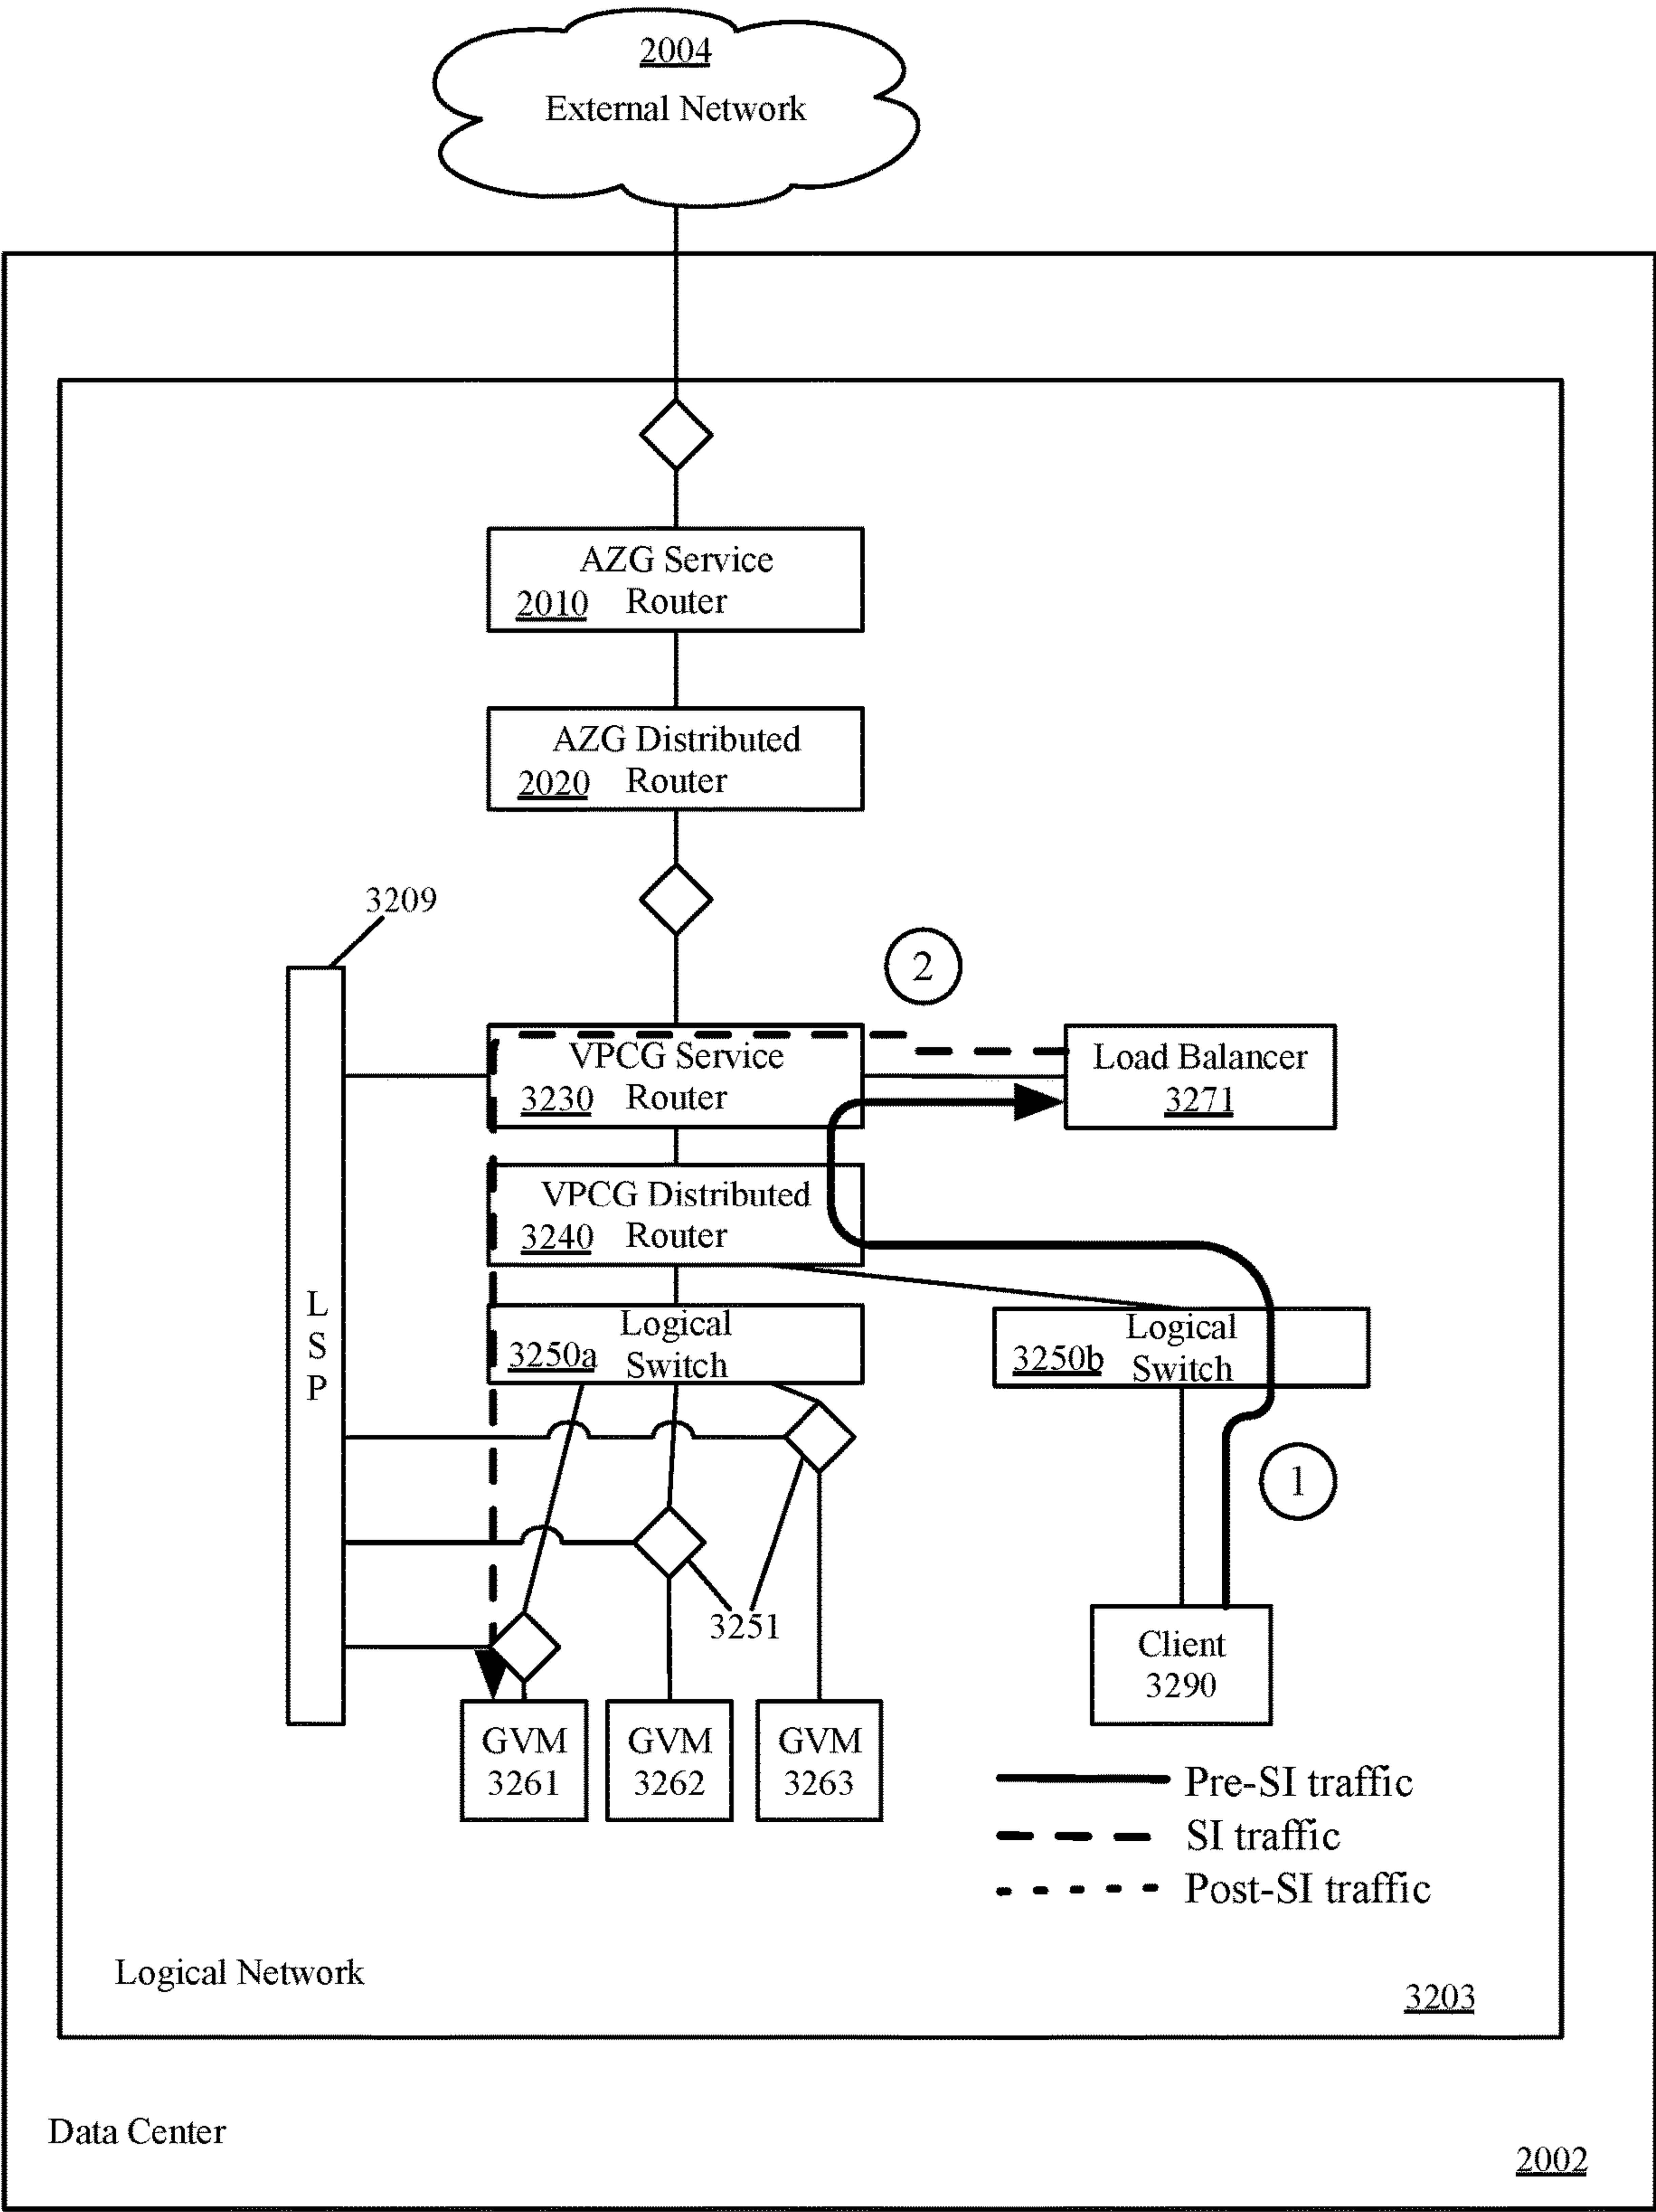 2004
External Network
AZG Service
2010 Router
AZG Distributed
2020 Router
3209
2
VPCG Service
3230 Router
Load Balancer
3271
VPCG Distributed
3240 Router
L
S
P
Logical
3250a Switch
Logical
3250b Switch
1
3251
Client
3290
GVM
3261
GVM
3262
GVM
3263
Pre-SI traffic
SI traffic
Post-SI traffic
Logical Network
3203
Data Center
2002